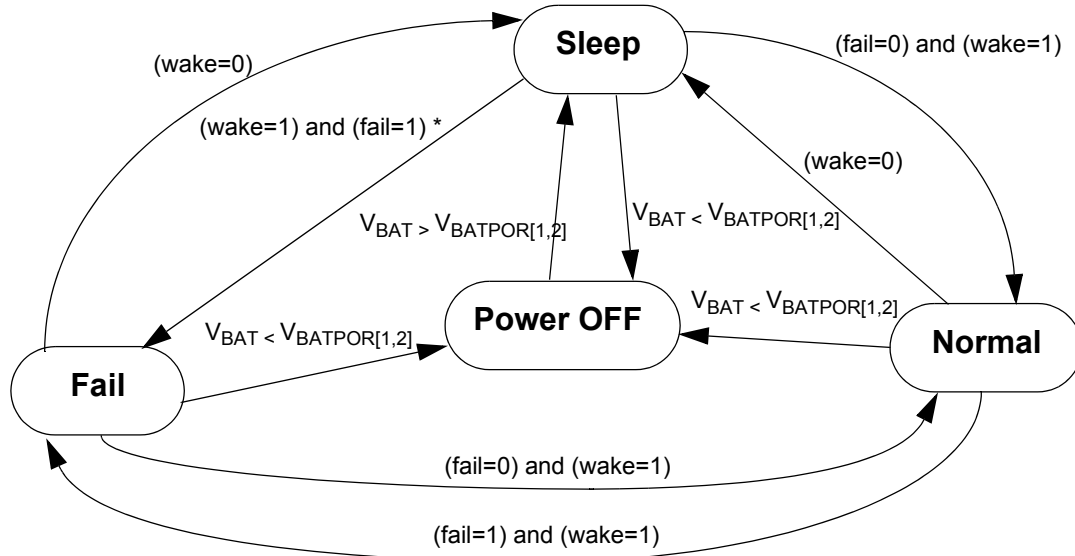 Sleep
(fail=0) and (wake=1)
(wake=0)
(wake=1) and (fail=1) *
(wake=0)
V_BAT > V_BATPOR[1,2]
V_BAT < V_BATPOR[1,2]
V_BAT < V_BATPOR[1,2]
Power OFF
V_BAT < V_BATPOR[1,2]
Normal
Fail
(fail=0) and (wake=1)
(fail=1) and (wake=1)